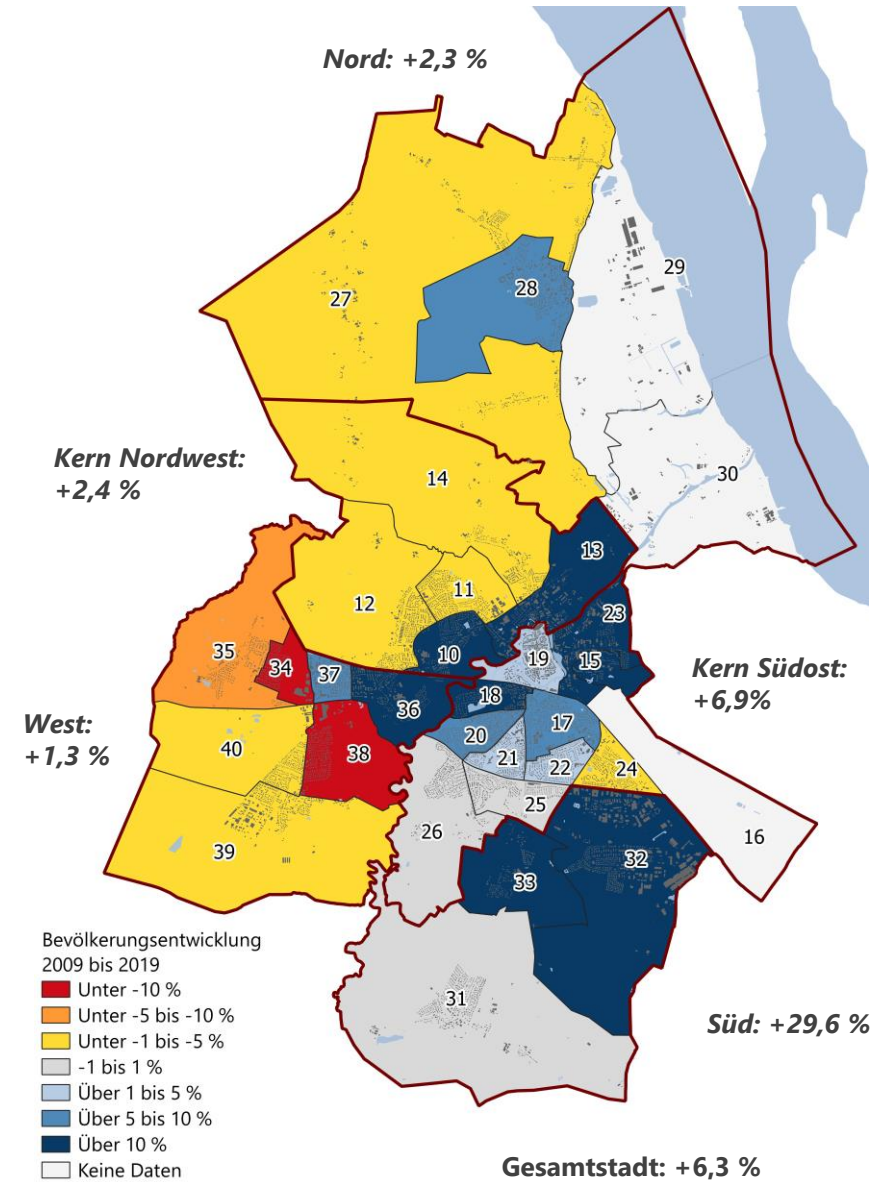 Nord: +2,3 %
29
28
27
Kern Nordwest:
+2,4 %
14
30
13
11
12
23
10
19
15
35
34
37
Kern Südost:
+6,9%
18
36
17
West:
+1,3 %
20
40
38
21
22
24
25
26
16
39
32
33
Bevölkerungsentwicklung
2009 bis 2019
Unter -10 %
Unter -5 bis -10 %
Unter -1 bis -5 %
-1 bis 1 %
Über 1 bis 5 %
Über 5 bis 10 %
Über 10 %
Keine Daten
31
Süd: +29,6 %
Gesamtstadt: +6,3 %